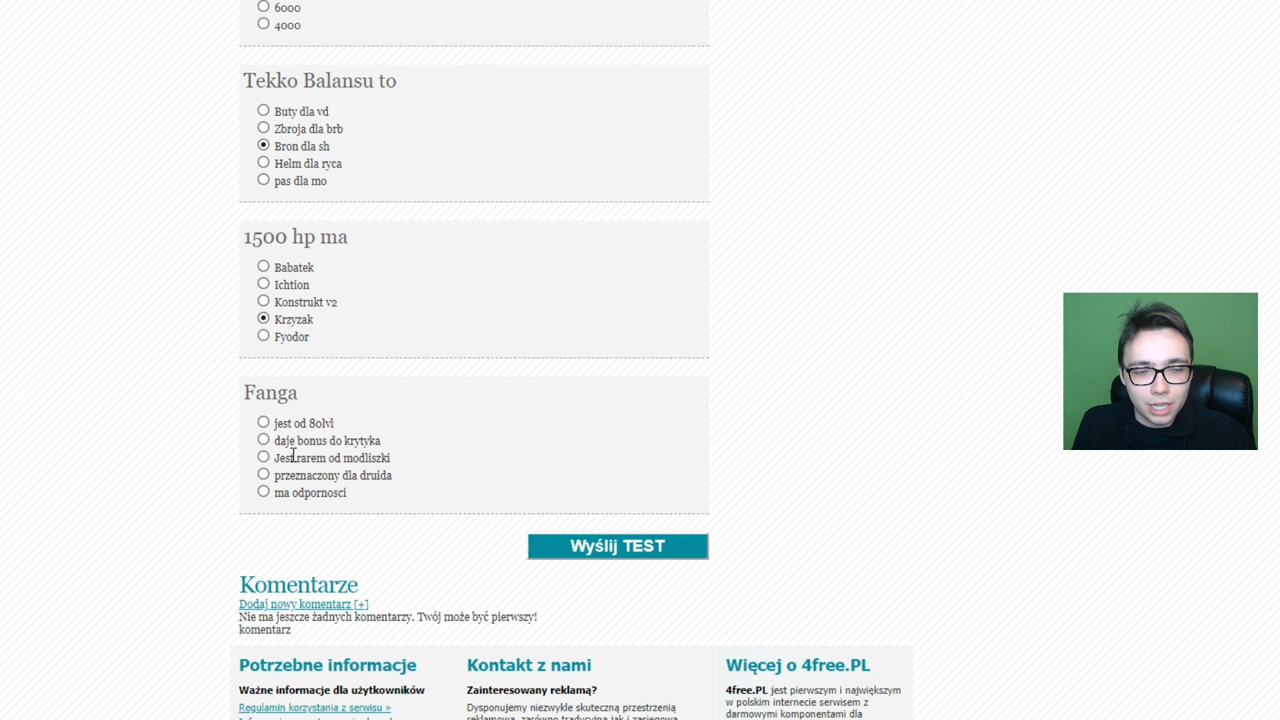 6000
4000
Tekko Balansu to
Buty dla vd
Zbroja dla brb
Bron dla sh
Helm dla ryca
pas dla mo
1500 hp ma
Babatek
Ichtion
Konstrukt v2
Krzyzak
Fyodor
Fanga
jest od 80lvl
daje bonus do krytyka
Jest rarem od modliszki
przeznaczony dla druida
ma odpornosci
Wyślij TEST
Komentarze
Dodaj nowy komentarz [+]
Nie ma jeszcze żadnych komentarzy. Twój może być pierwszy!
komentarz
Potrzebne informacje
Ważne informacje dla użytkowników
Regulamin korzystania z serwisu »
Kontakt z nami
Zainteresowany reklamą?
Dysponujemy niezwykle skuteczną przestrzenią
Więcej o 4free.PL
4free.PL jest pierwszym i największym
w polskim internecie serwisem z
darmowymi komponentami dla